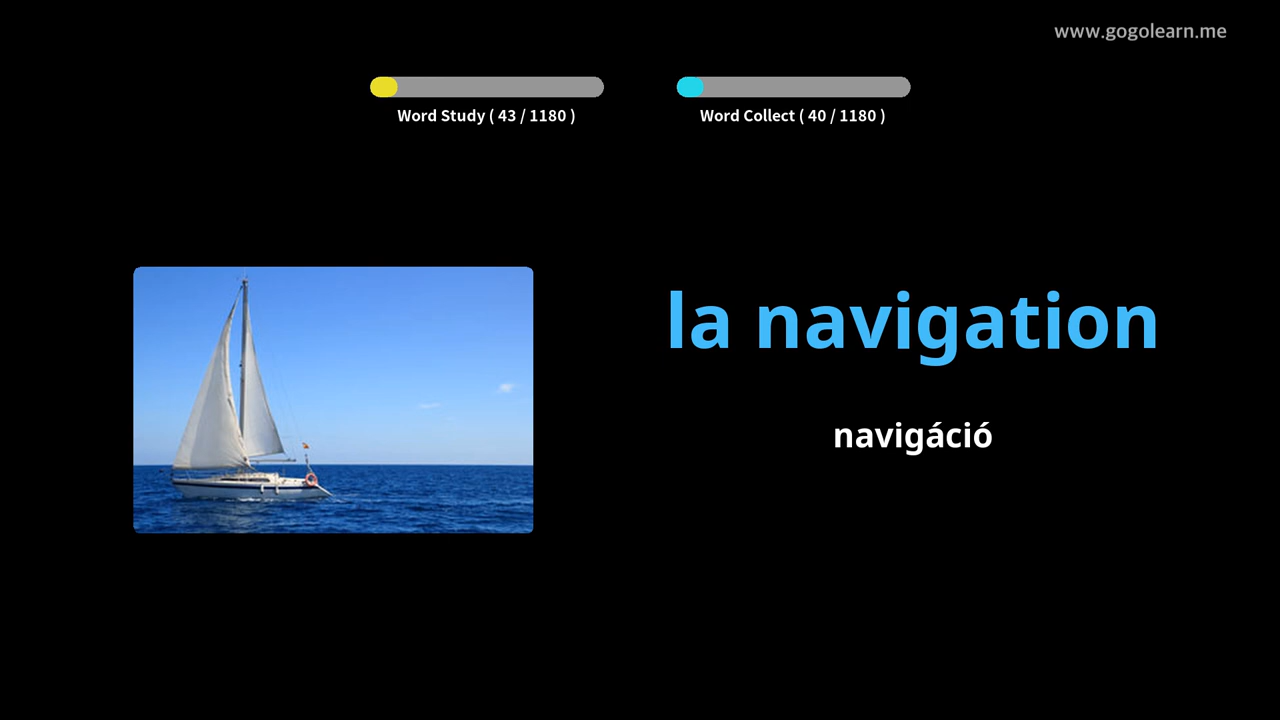 www.gogolearn.me
Word Study ( 43 / 1180 )
Word Collect ( 40 / 1180 )
la navigation
navigáció